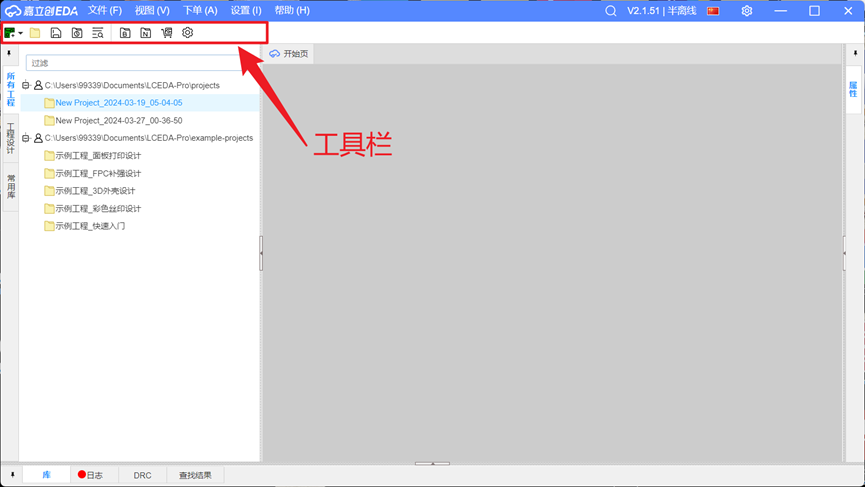 嘉立创EDA 文件 (F) 视图 (V) 下单 (A) 设置 (I) 帮助 (H) V2.1.51 | 半离线
过滤
开始页
所有工程
C:\Users\99339\Documents\LCEDA-Pro\projects
属性
New Project_2024-03-19_05-04-05
New Project_2024-03-27_00-36-50
工程设计
C:\Users\99339\Documents\LCEDA-Pro\example-projects
工具栏
示例工程_面板打印设计
示例工程_FPC补强设计
常用库
示例工程_3D外壳设计
示例工程_彩色丝印设计
示例工程_快速入门
库 日志 DRC 查找结果